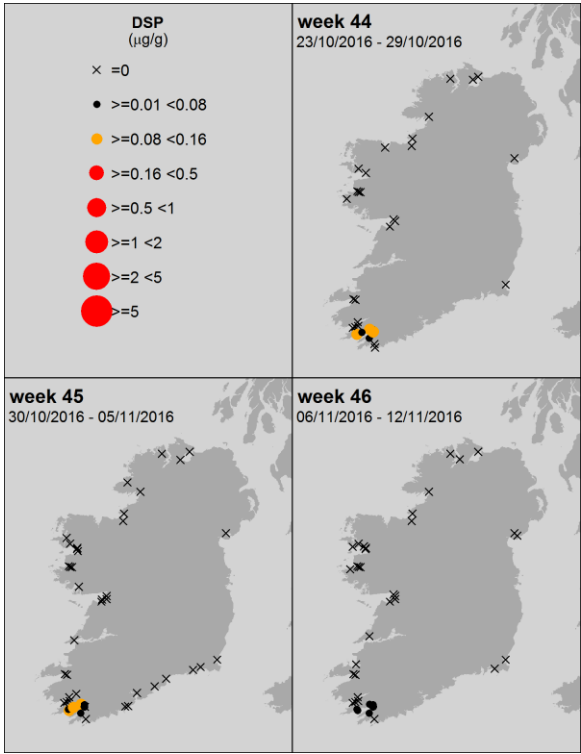 DSP
(µg/g)
=0
>=0.01 <0.08
>=0.08 <0.16
>=0.16 <0.5
>=0.5 <1
>=1 <2
>=2 <5
>=5
week 44
23/10/2016 - 29/10/2016
week 45
30/10/2016 - 05/11/2016
week 46
06/11/2016 - 12/11/2016